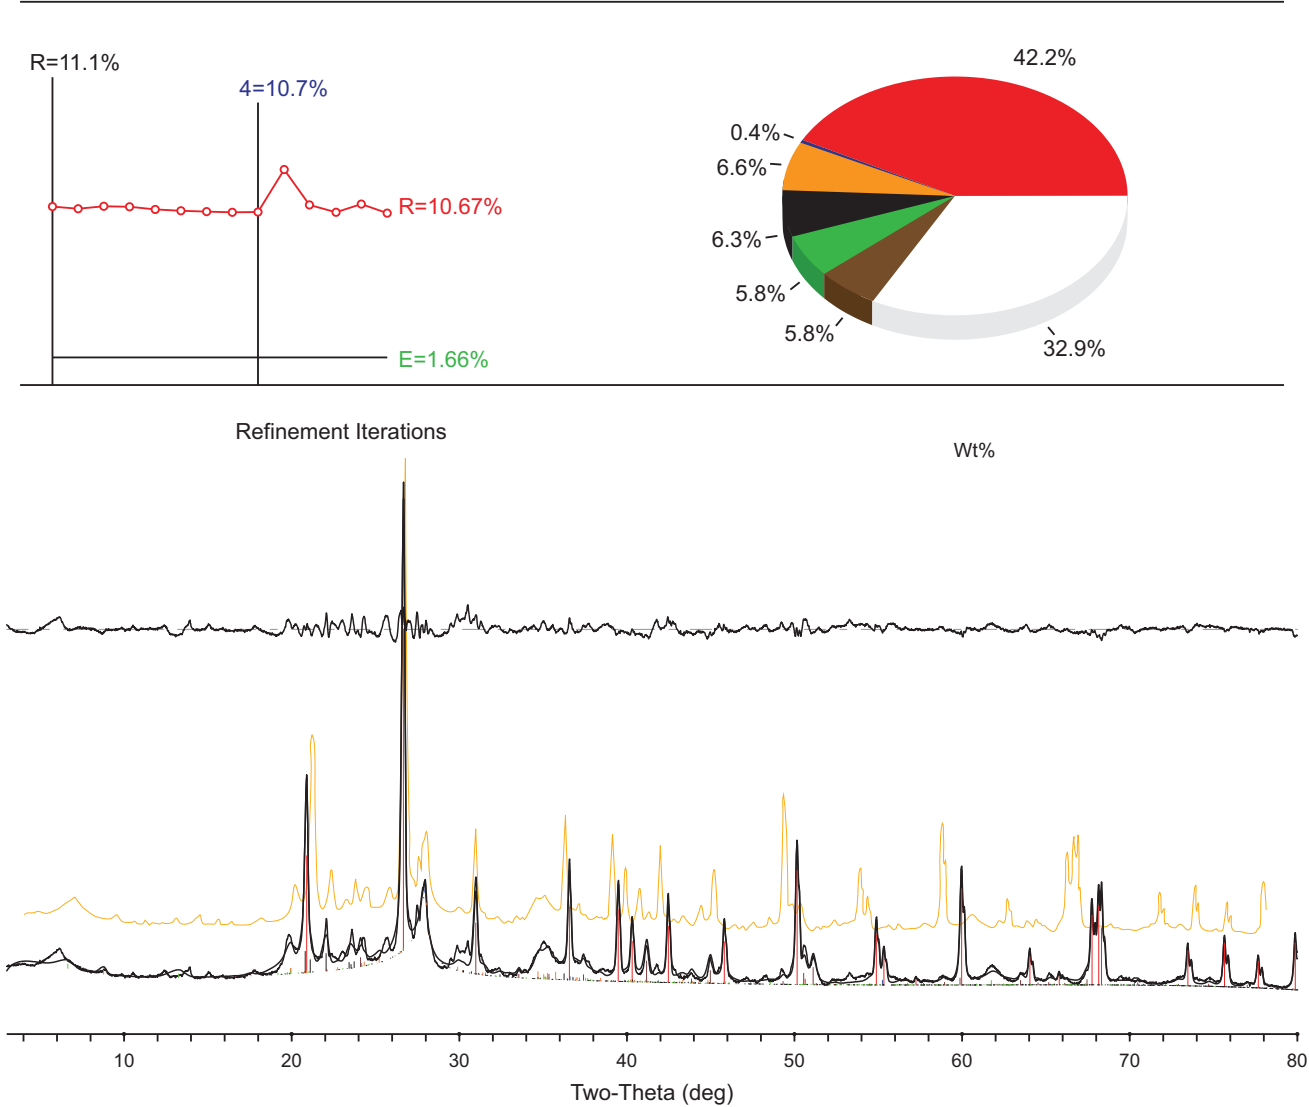 R=11.1%
4=10.7%
R=10.67%
E=1.66%
42.2%
0.4%
6.6%
6.3%
5.8%
5.8%
32.9%
Refinement Iterations
Wt%
10 20 30 40 50 60 70 80
Two-Theta (deg)